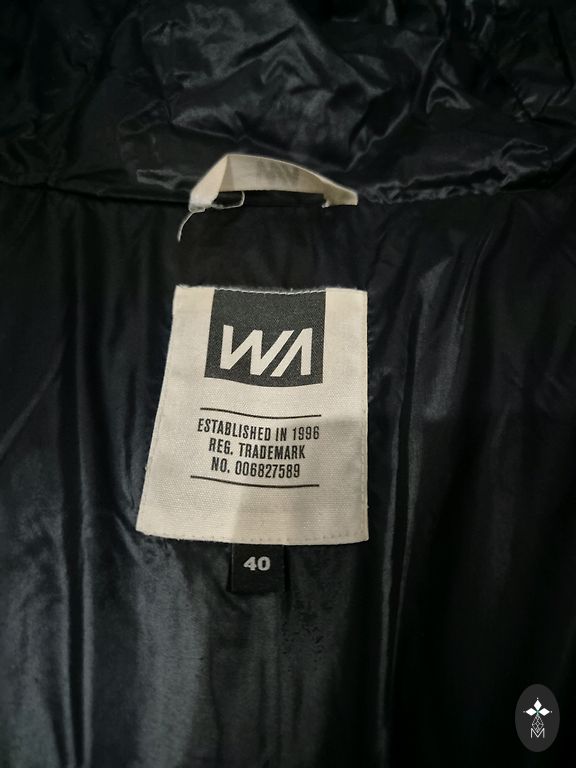 WA
ESTABLISHED IN 1996
REG. TRADEMARK
NO. 006827589
40
M